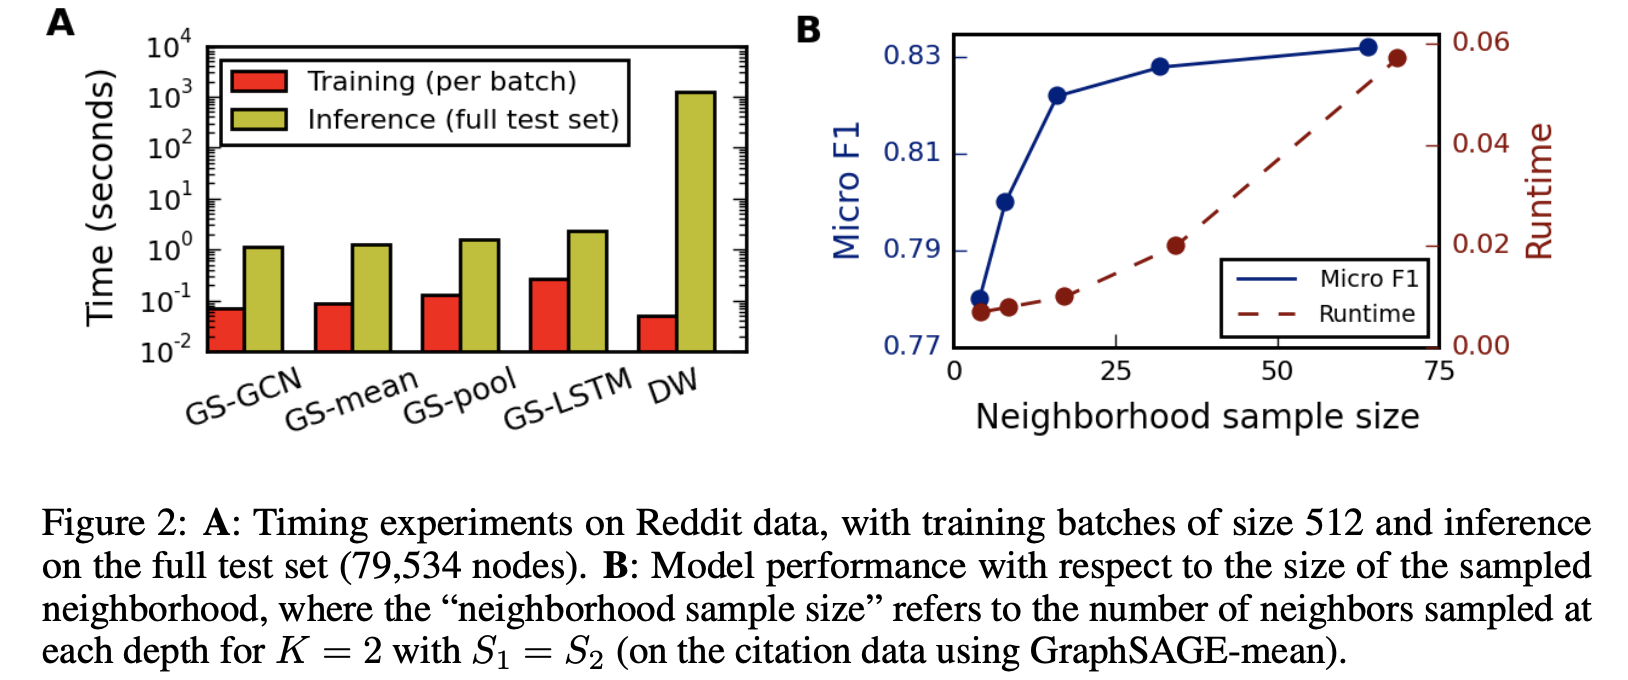 A
Time (seconds)
10^4
10^3
10^2
10^1
10^0
10^-1
10^-2
Training (per batch)
Inference (full test set)
GS-GCN
GS-mean
GS-pool
GS-LSTM
DW
B
Micro F1
0.83
0.81
0.79
0.77
0.06
0.04
0.02
0.00
Runtime
Micro F1
Runtime
0 25 50 75
Neighborhood sample size
Figure 2: A: Timing experiments on Reddit data, with training batches of size 512 and inference
on the full test set (79,534 nodes). B: Model performance with respect to the size of the sampled
neighborhood, where the “neighborhood sample size” refers to the number of neighbors sampled at
each depth for K = 2 with S₁ = S₂ (on the citation data using GraphSAGE-mean).